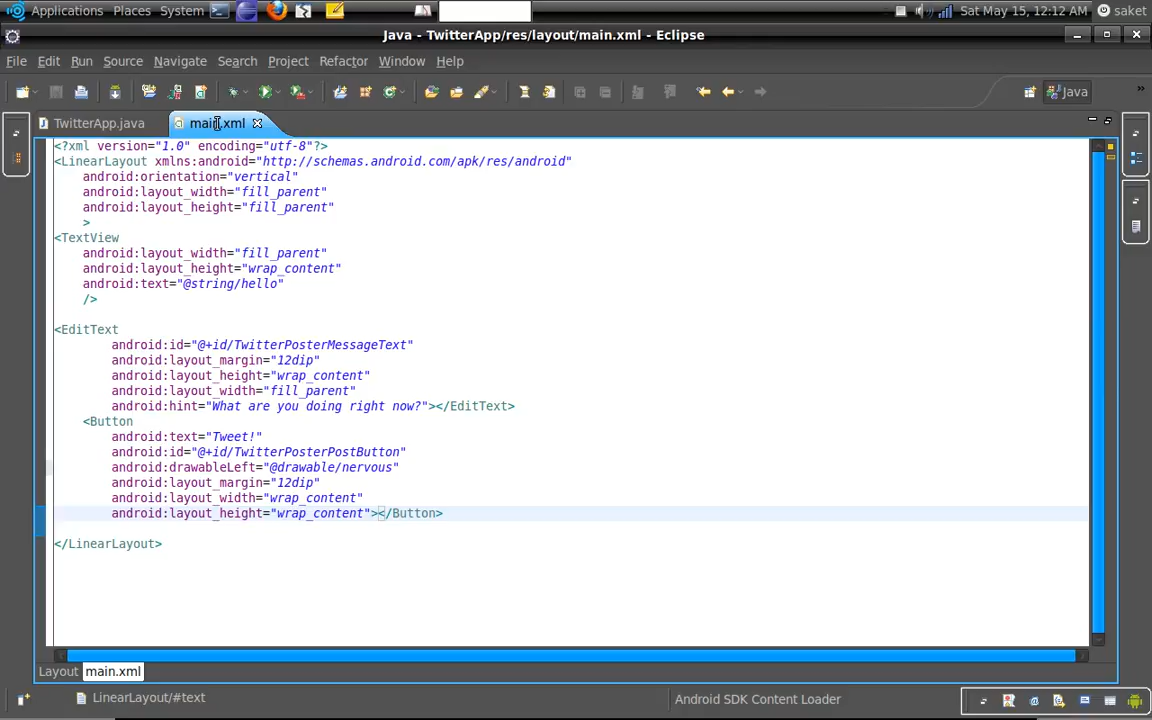 Applications Places System Sat May 15, 12:12 AM saket
Java - TwitterApp/res/layout/main.xml - Eclipse
File Edit Run Source Navigate Search Project Refactor Window Help
Java »
TwitterApp.java main.xml
<?xml version="1.0" encoding="utf-8"?>
<LinearLayout xmlns:android="http://schemas.android.com/apk/res/android"
    android:orientation="vertical"
    android:layout_width="fill_parent"
    android:layout_height="fill_parent"
    >
<TextView
    android:layout_width="fill_parent"
    android:layout_height="wrap_content"
    android:text="@string/hello"
    />
<EditText
        android:id="@+id/TwitterPosterMessageText"
        android:layout_margin="12dip"
        android:layout_height="wrap_content"
        android:layout_width="fill_parent"
        android:hint="What are you doing right now?"></EditText>
    <Button
        android:text="Tweet!"
        android:id="@+id/TwitterPosterPostButton"
        android:drawableLeft="@drawable/nervous"
        android:layout_margin="12dip"
        android:layout_width="wrap_content"
        android:layout_height="wrap_content"></Button>
</LinearLayout>
Layout main.xml
LinearLayout/#text Android SDK Content Loader